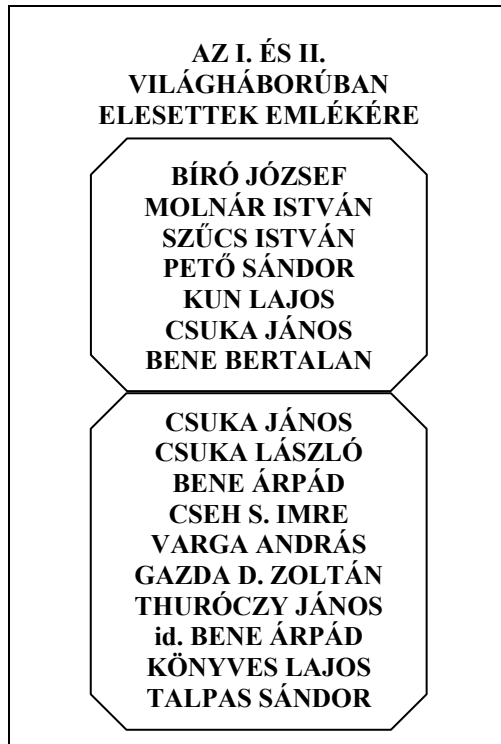 AZ I. ÉS II.
VILÁGHÁBORÚBAN
ELESETTEK EMLÉKÉRE
BÍRÓ JÓZSEF
MOLNÁR ISTVÁN
SZŰCS ISTVÁN
PETŐ SÁNDOR
KUN LAJOS
CSUKA JÁNOS
BENE BERTALAN
CSUKA JÁNOS
CSUKA LÁSZLÓ
BENE ÁRPÁD
CSEH S. IMRE
VARGA ANDRÁS
GAZDA D. ZOLTÁN
THURÓCZY JÁNOS
id. BENE ÁRPÁD
KÖNYVES LAJOS
TALPAS SÁNDOR